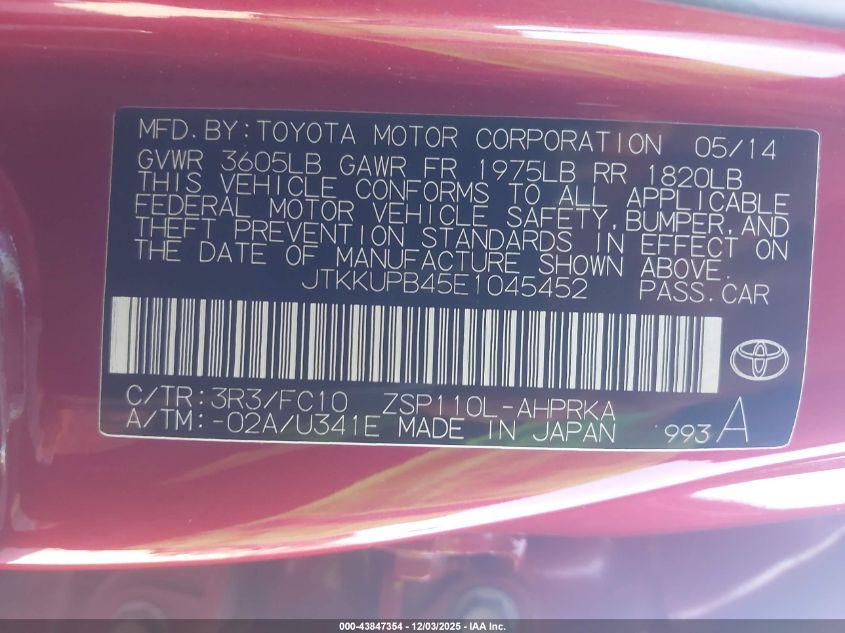 MFD. BY: TOYOTA MOTOR CORPORATION 05/14
GVWR 3605LB GAWR FR 1975LB RR 1820LB
THIS VEHICLE CONFORMS TO ALL APPLICABLE
FEDERAL MOTOR VEHICLE SAFETY, BUMPER, AND
THEFT PREVENTION STANDARDS IN EFFECT ON
THE DATE OF MANUFACTURE SHOWN ABOVE.
JTKKUPB45E1045452 PASS. CAR
C/TR: 3R3/FC10 ZSP110L-AHPRKA
A/TM: -02A/U341E MADE IN JAPAN 993 A
000-43847354 - 12/03/2025 - IAA Inc.